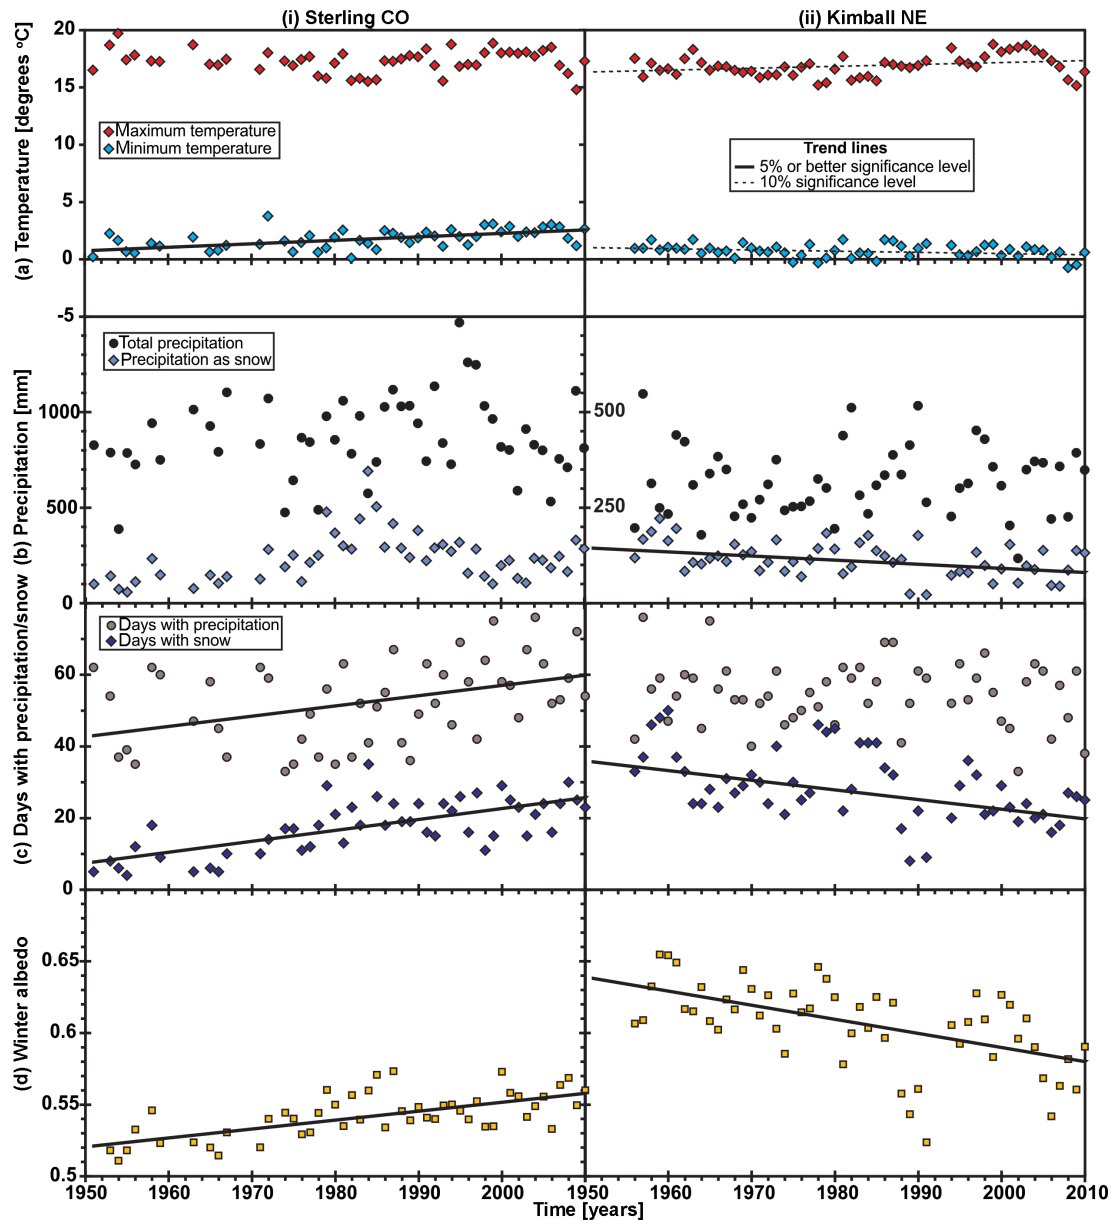 (i) Sterling CO
(ii) Kimball NE
(a) Temperature [degrees °C]
20
15
10
5
0
-5
Maximum temperature
Minimum temperature
Trend lines
5% or better significance level
10% significance level
(b) Precipitation [mm]
1000
500
0
Total precipitation
Precipitation as snow
500
250
(c) Days with precipitation/snow
60
40
20
0
Days with precipitation
Days with snow
(d) Winter albedo
0.65
0.6
0.55
0.5
1950 1960 1970 1980 1990 2000 1950 1960 1970 1980 1990 2000 2010
Time [years]